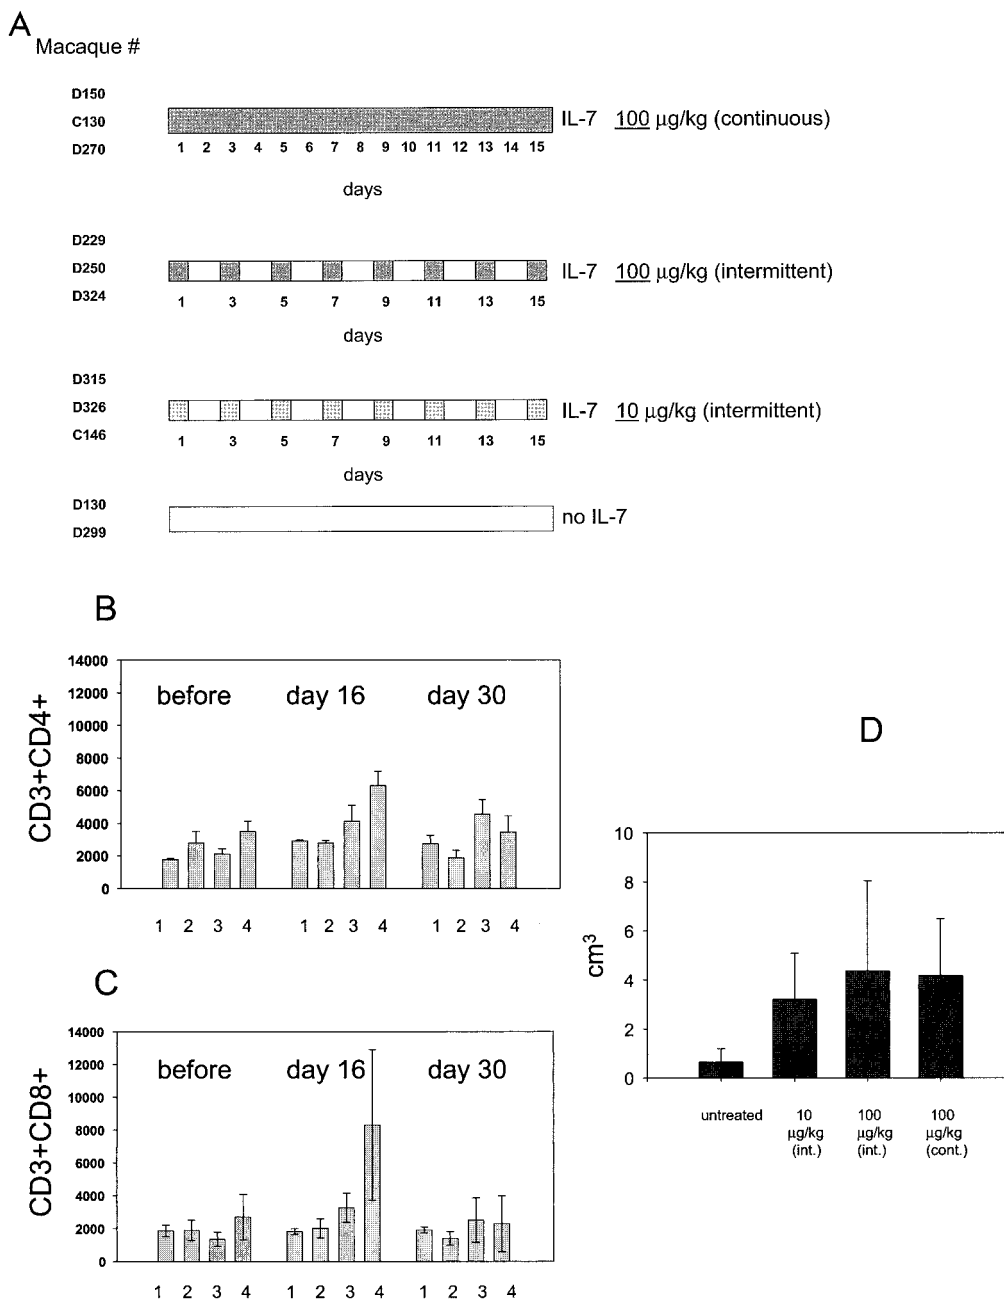 A
Macaque #
D150
C130
D270
IL-7 100 µg/kg (continuous)
1 2 3 4 5 6 7 8 9 10 11 12 13 14 15
days
D229
D250
D324
IL-7 100 µg/kg (intermittent)
1 3 5 7 9 11 13 15
days
D315
D326
C146
IL-7 10 µg/kg (intermittent)
1 3 5 7 9 11 13 15
days
D130
D299
no IL-7
B
CD3+CD4+
14000
12000
10000
8000
6000
4000
2000
0
before day 16 day 30
1 2 3 4 1 2 3 4 1 2 3 4
C
CD3+CD8+
14000
12000
10000
8000
6000
4000
2000
0
before day 16 day 30
1 2 3 4 1 2 3 4 1 2 3 4
D
cm³
10
8
6
4
2
0
untreated
10
µg/kg
(int.)
100
µg/kg
(int.)
100
µg/kg
(cont.)